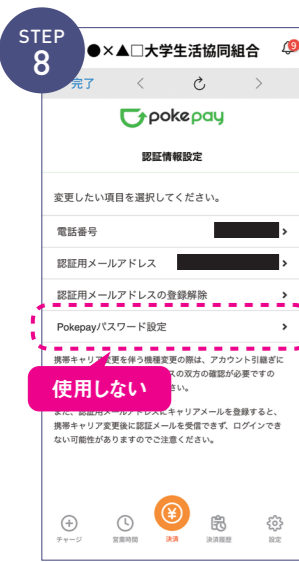 STEP
8
●×▲□大学生活協同組合
9
完了
pokepay
認証情報設定
変更したい項目を選択してください。
電話番号
認証用メールアドレス
認証用メールアドレスの登録解除
Pokepayパスワード設定
携帯キャリア変更を伴う機種変更の際は、アカウント引継ぎに
スの双方の確認が必要ですの
さい。
使用しない
また、認証用メールアドレスにキャリアメールを登録すると、
携帯キャリア変更後に認証メールを受信できず、ログインでき
ない可能性がありますのでご注意ください。
チャージ
営業時間
決済
決済履歴
設定